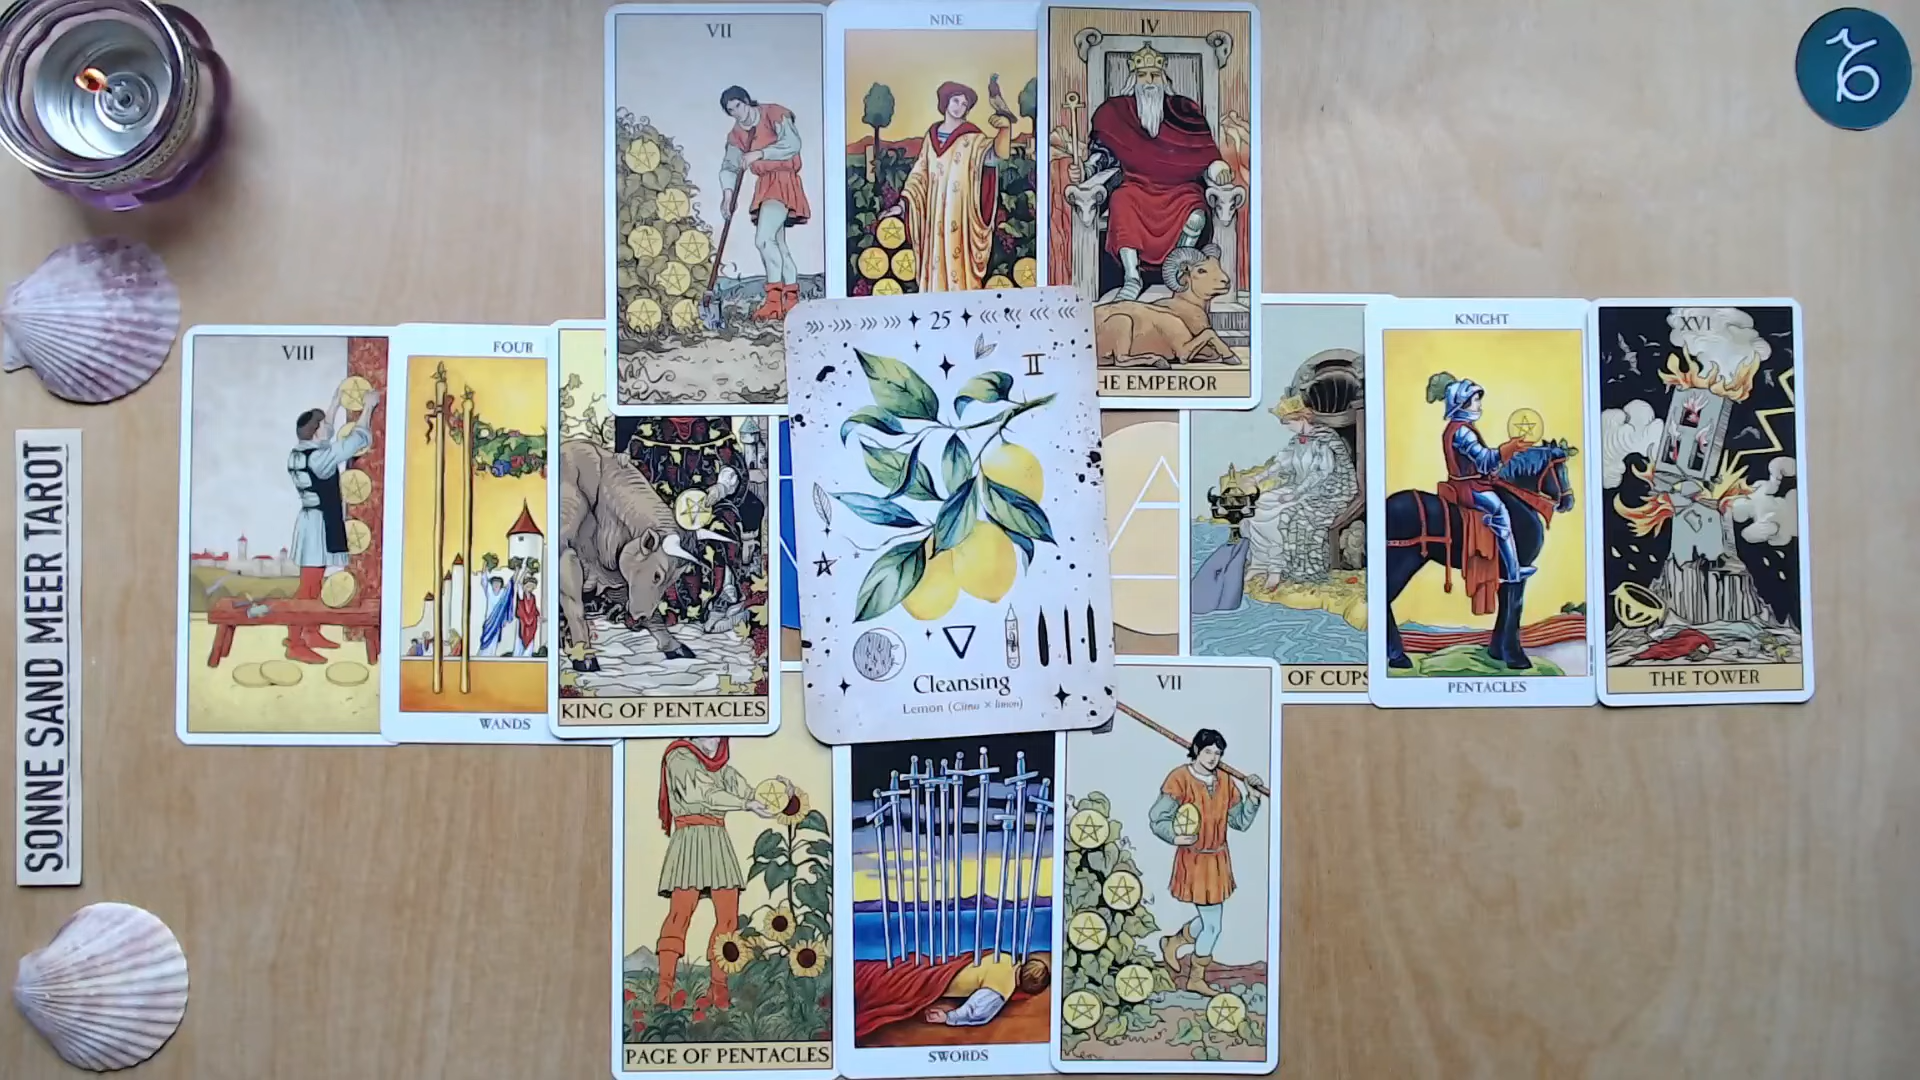 VII
NINE
IV
THE EMPEROR
SONNE SAND MEER TAROT
VIII
FOUR
WANDS
KING OF PENTACLES
25
Cleansing
Lemon (Citrus × limon)
OF CUPS
KNIGHT
PENTACLES
XVI
THE TOWER
PAGE OF PENTACLES
SWORDS
VII